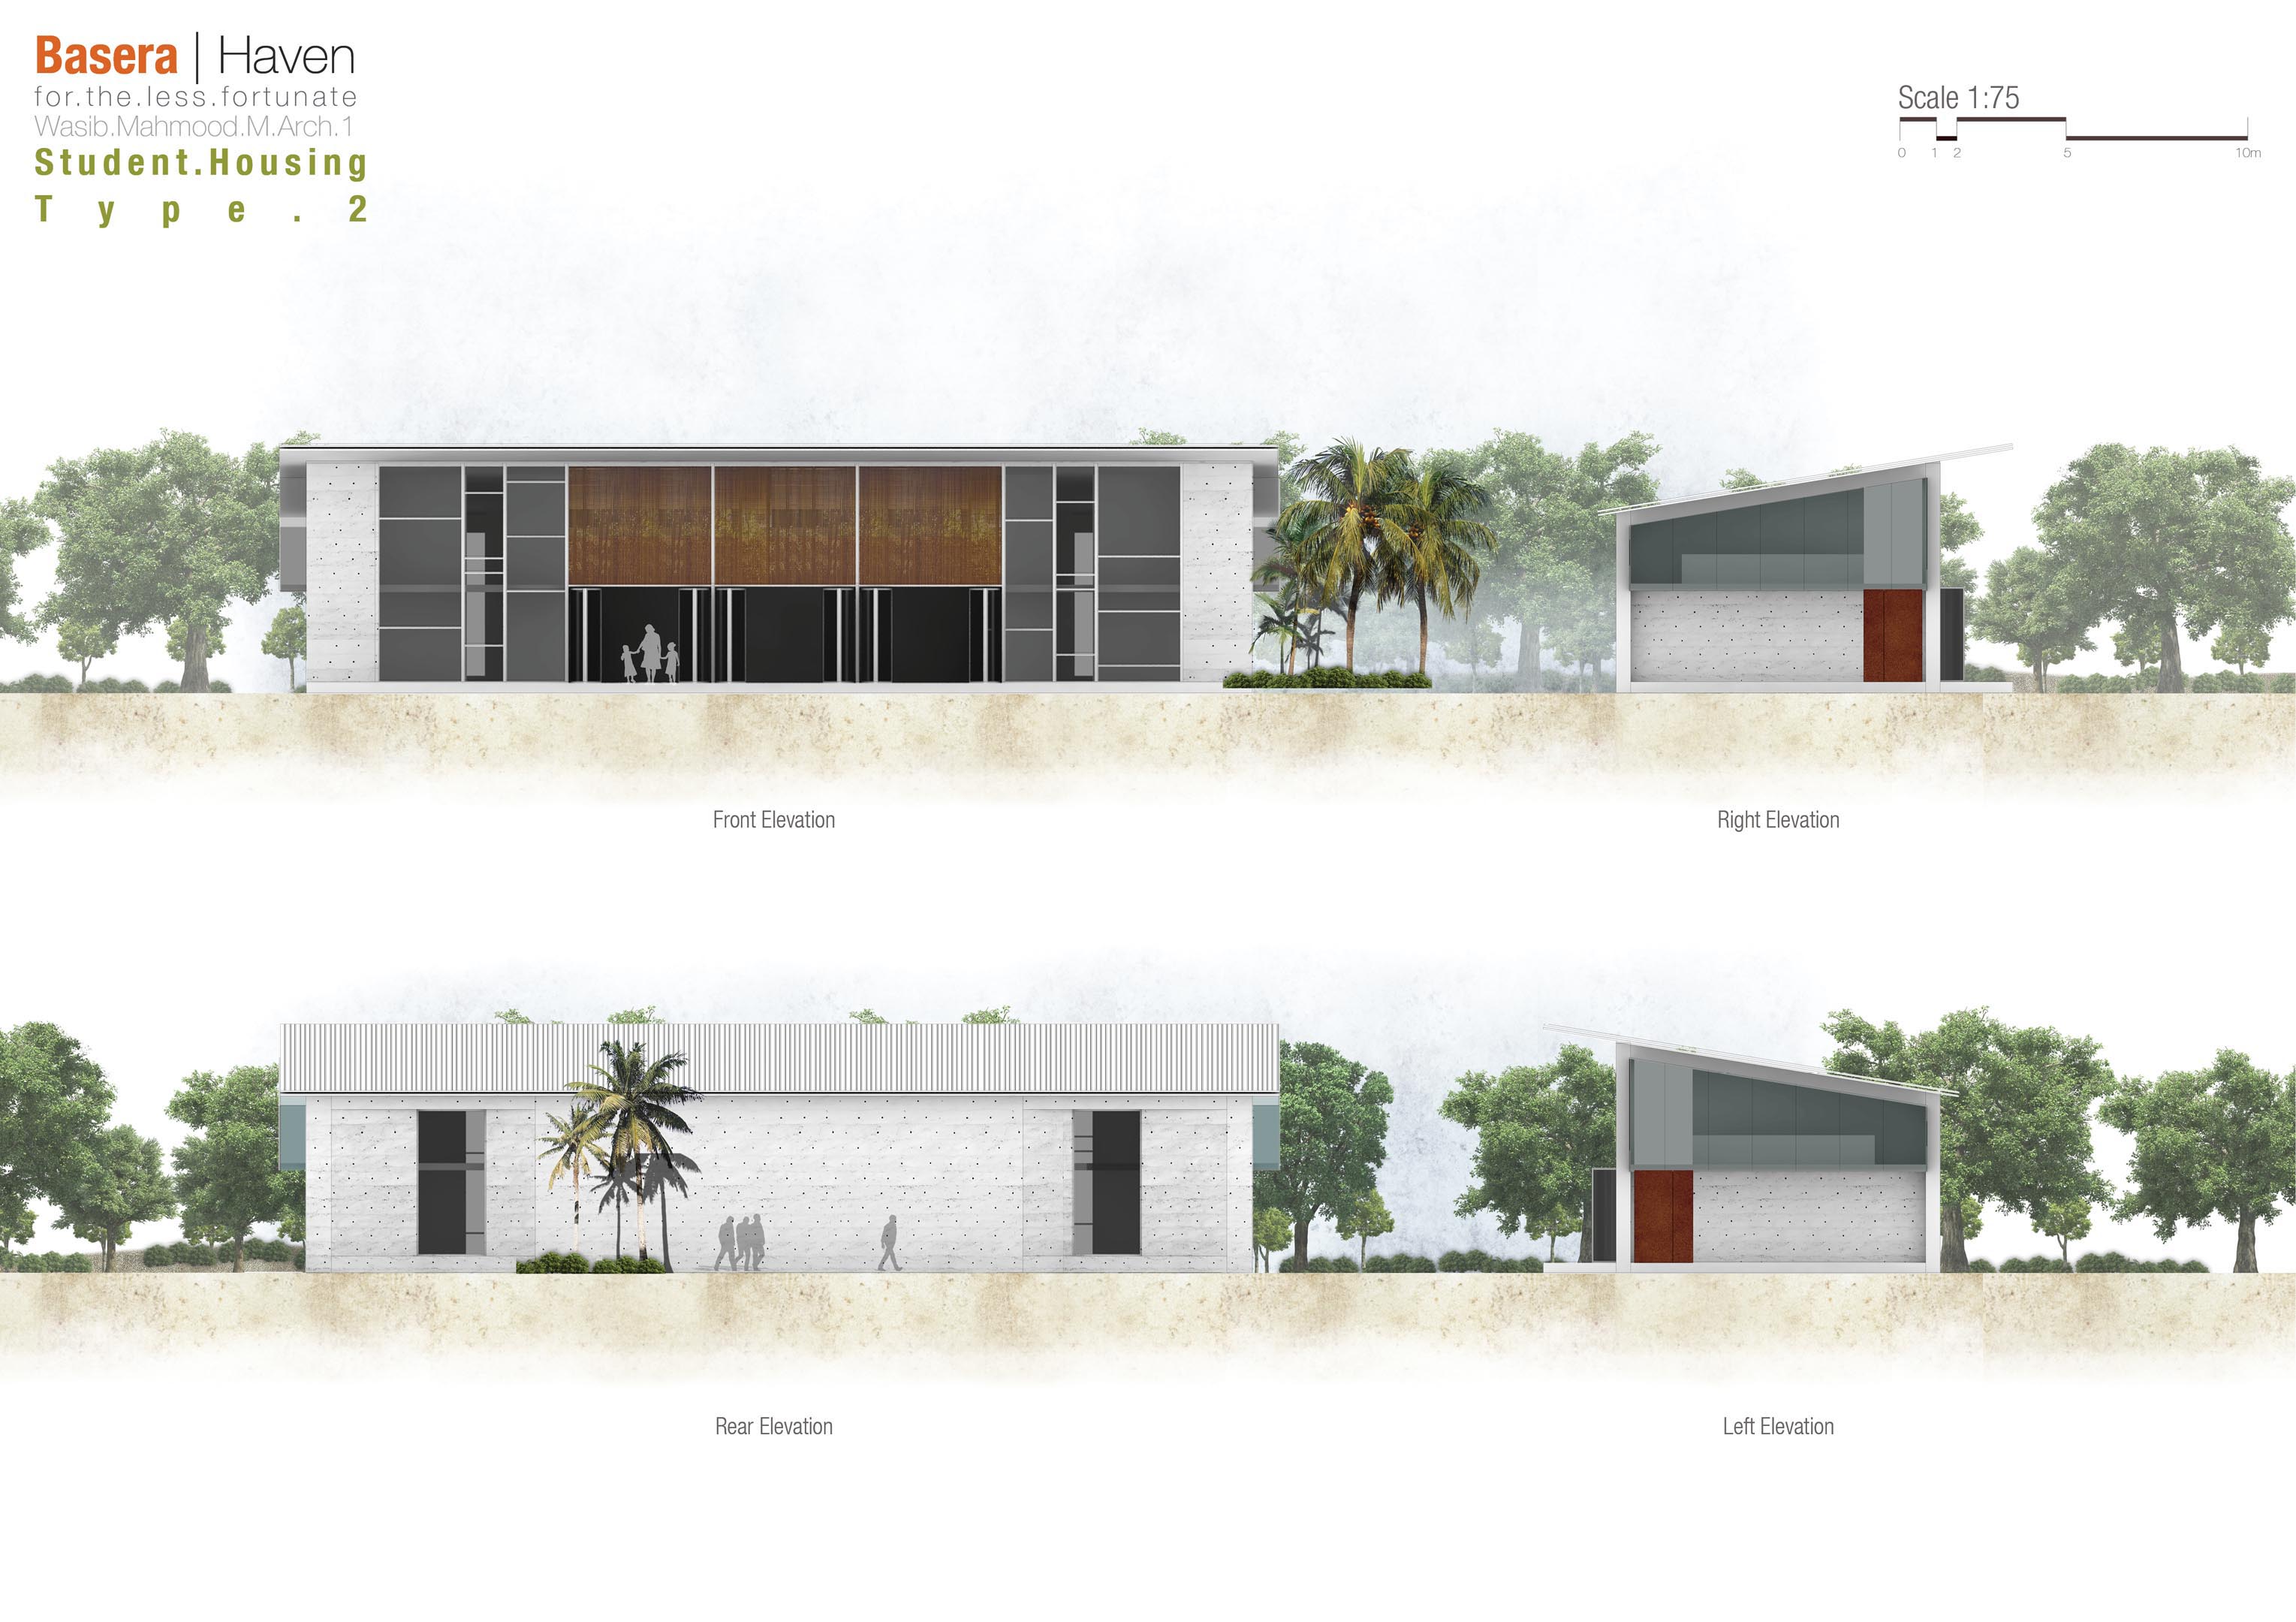 Basera | Haven
for.the.less.fortunate
Wasib.Mahmood.M.Arch.1
Student.Housing
Type.2
Scale 1:75
0 1 2 5 10m
Front Elevation
Right Elevation
Rear Elevation
Left Elevation